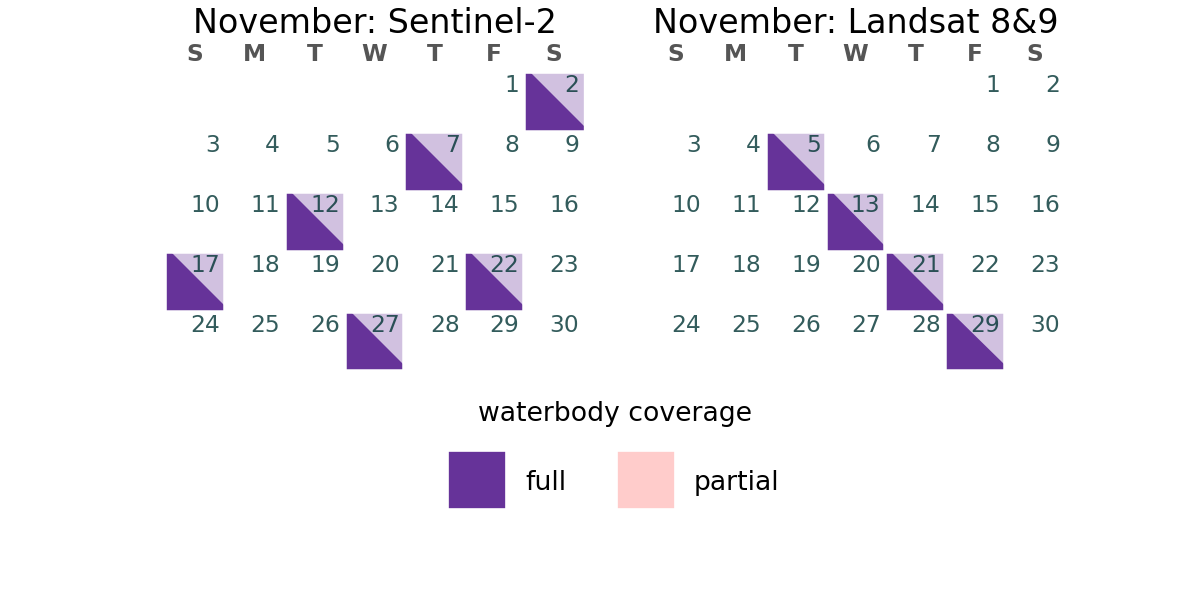 November: Sentinel-2
S M T W T F S
1 2
3 4 5 6 7 8 9
10 11 12 13 14 15 16
17 18 19 20 21 22 23
24 25 26 27 28 29 30
November: Landsat 8&9
S M T W T F S
1 2
3 4 5 6 7 8 9
10 11 12 13 14 15 16
17 18 19 20 21 22 23
24 25 26 27 28 29 30
waterbody coverage
full partial